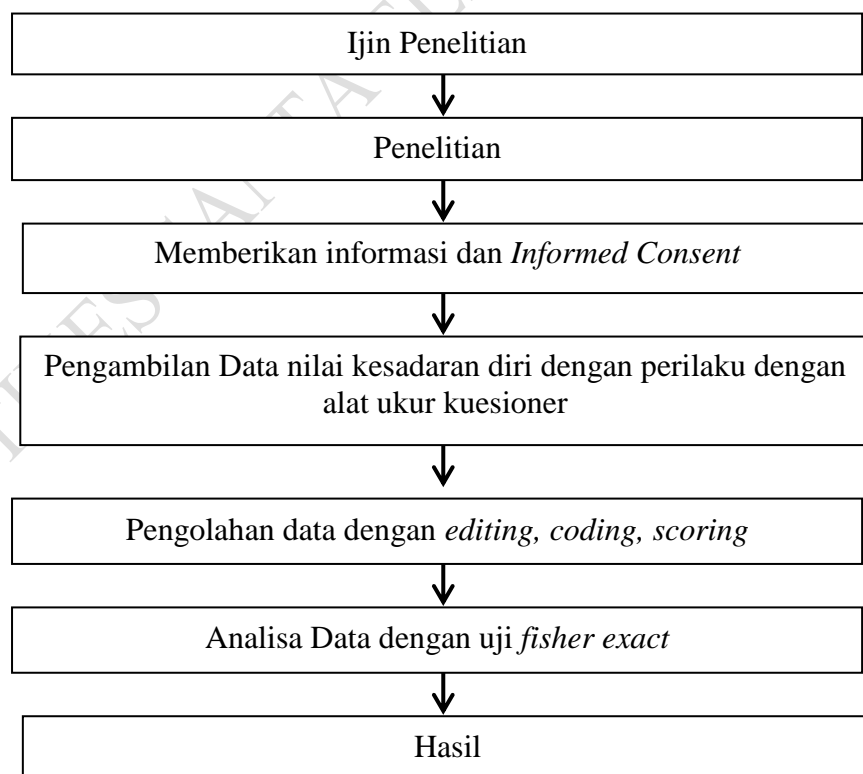 Ijin Penelitian
Penelitian
Memberikan informasi dan Informed Consent
Pengambilan Data nilai kesadaran diri dengan perilaku dengan
alat ukur kuesioner
Pengolahan data dengan editing, coding, scoring
Analisa Data dengan uji fisher exact
Hasil